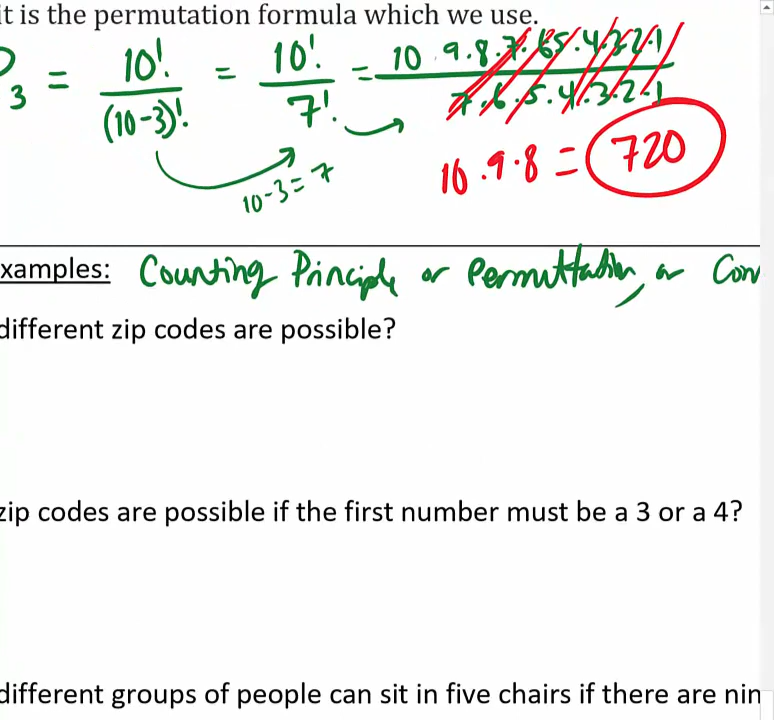 it is the permutation formula which we use.
P₃ = 10!/(10-3)! = 10!/7! = 10·9·8·7·6·5·4·3·2·1/7·6·5·4·3·2·1
10-3=7
10·9·8 = 720
xamples: Counting Principle or Permuttation, or Com
different zip codes are possible?
zip codes are possible if the first number must be a 3 or a 4?
different groups of people can sit in five chairs if there are nin